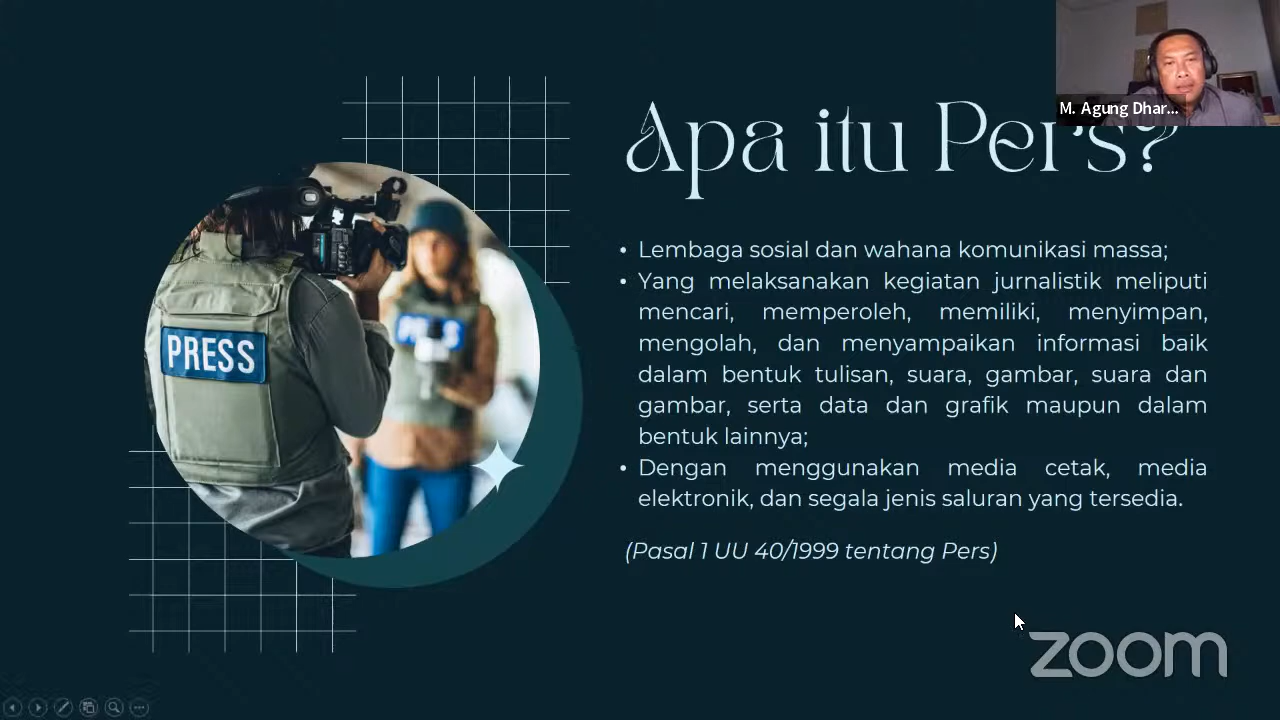 M. Agung Dhar...
Apa itu Pers?
• Lembaga sosial dan wahana komunikasi massa;
• Yang melaksanakan kegiatan jurnalistik meliputi
mencari, memperoleh, memiliki, menyimpan,
mengolah, dan menyampaikan informasi baik
dalam bentuk tulisan, suara, gambar, suara dan
gambar, serta data dan grafik maupun dalam
bentuk lainnya;
• Dengan menggunakan media cetak, media
elektronik, dan segala jenis saluran yang tersedia.
(Pasal 1 UU 40/1999 tentang Pers)
PRESS
zoom